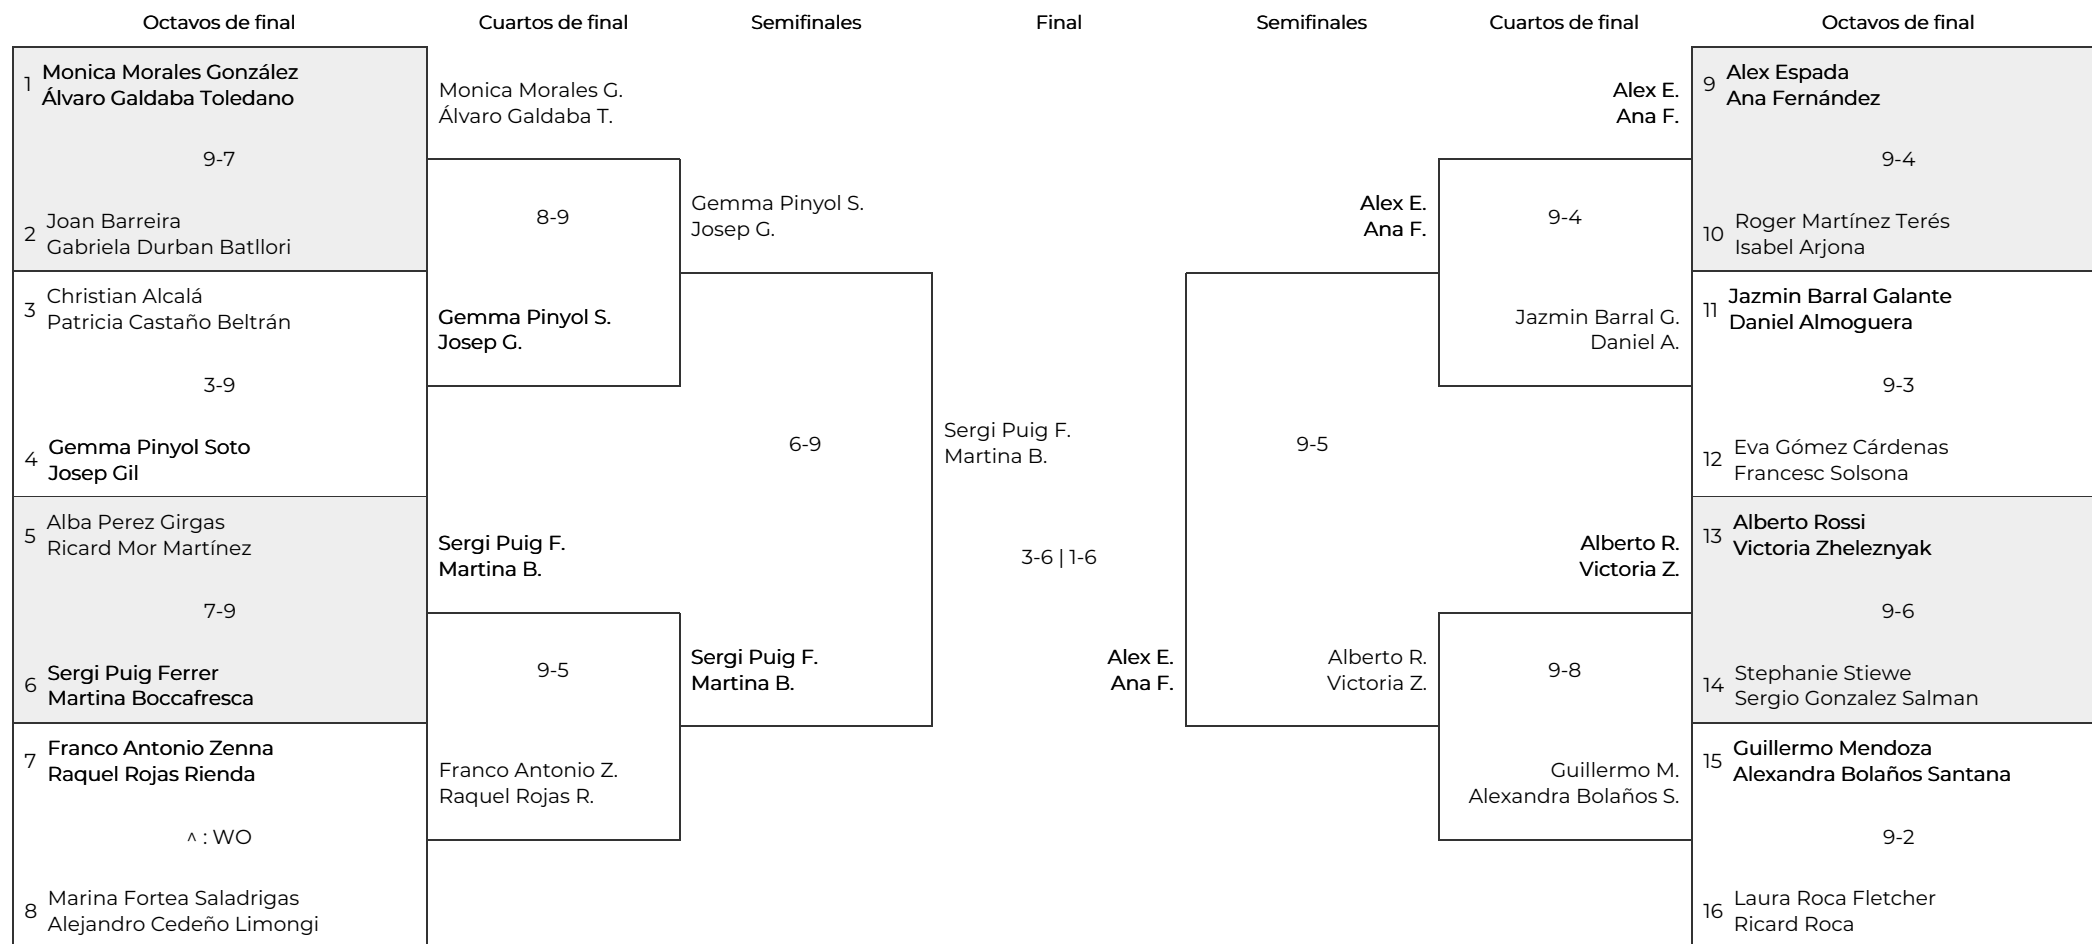 Octavos de final
Cuartos de final
Semifinales
Final
Semifinales
Cuartos de final
Octavos de final
1
Monica Morales González
Álvaro Galdaba Toledano
9-7
2
Joan Barreira
Gabriela Durban Batllori
3
Christian Alcalá
Patricia Castaño Beltrán
3-9
4
Gemma Pinyol Soto
Josep Gil
5
Alba Perez Girgas
Ricard Mor Martínez
7-9
6
Sergi Puig Ferrer
Martina Boccafresca
7
Franco Antonio Zenna
Raquel Rojas Rienda
^ : WO
8
Marina Fortea Saladrigas
Alejandro Cedeño Limongi
Monica Morales G.
Álvaro Galdaba T.
8-9
Gemma Pinyol S.
Josep G.
Sergi Puig F.
Martina B.
9-5
Franco Antonio Z.
Raquel Rojas R.
Gemma Pinyol S.
Josep G.
6-9
Sergi Puig F.
Martina B.
Sergi Puig F.
Martina B.
3-6 | 1-6
Alex E.
Ana F.
Alex E.
Ana F.
9-5
Alberto R.
Victoria Z.
Alex E.
Ana F.
9-4
Jazmin Barral G.
Daniel A.
Alberto R.
Victoria Z.
9-8
Guillermo M.
Alexandra Bolaños S.
9
Alex Espada
Ana Fernández
9-4
10
Roger Martínez Terés
Isabel Arjona
11
Jazmin Barral Galante
Daniel Almoguera
9-3
12
Eva Gómez Cárdenas
Francesc Solsona
13
Alberto Rossi
Victoria Zheleznyak
9-6
14
Stephanie Stiewe
Sergio Gonzalez Salman
15
Guillermo Mendoza
Alexandra Bolaños Santana
9-2
16
Laura Roca Fletcher
Ricard Roca